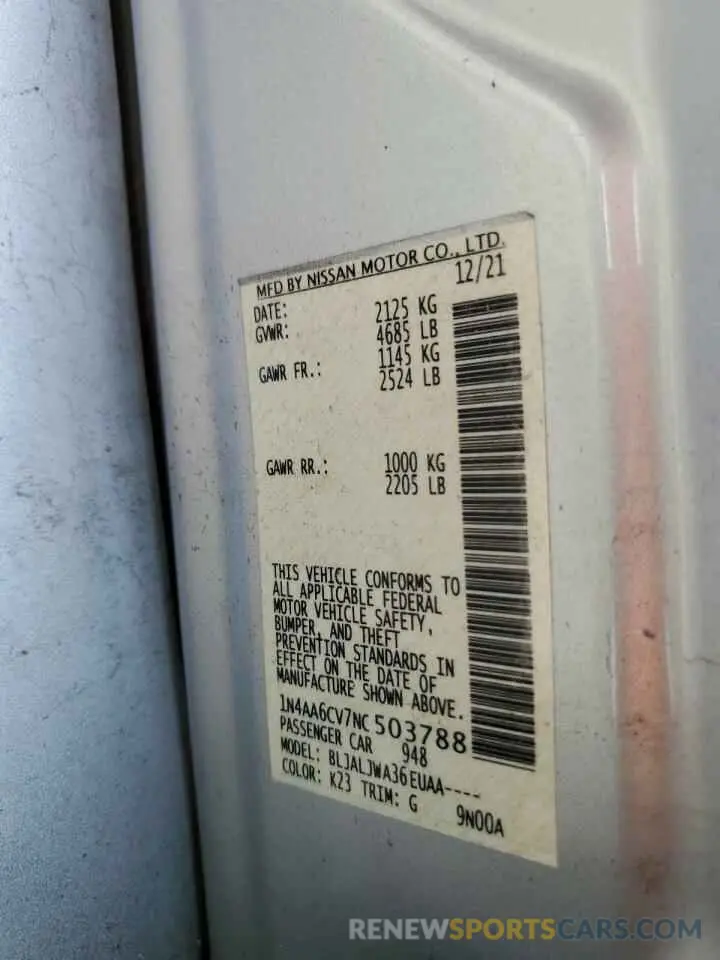 MFD BY NISSAN MOTOR CO., LTD.
DATE: 12/21
GVWR: 2125 KG
4685 LB
GAWR FR.: 1145 KG
2524 LB
GAWR RR.: 1000 KG
2205 LB
THIS VEHICLE CONFORMS TO
ALL APPLICABLE FEDERAL
MOTOR VEHICLE SAFETY,
BUMPER, AND THEFT
PREVENTION STANDARDS IN
EFFECT ON THE DATE OF
MANUFACTURE SHOWN ABOVE.
1N4AA6CV7NC503788
PASSENGER CAR 948
MODEL: BLJALJWA36EUAA----
COLOR: K23 TRIM: G 9N00A
RENEWSPORTSCARS.COM